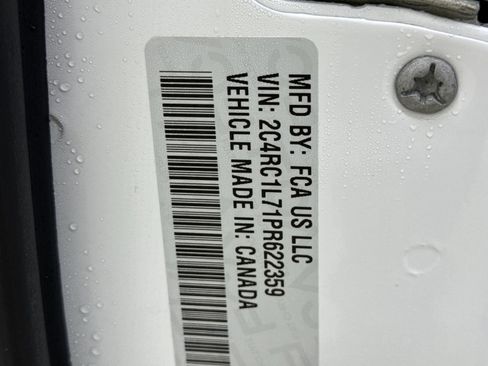 MFD BY: FCA US LLC
VIN: 2C4RC1L71PR622359
VEHICLE MADE IN: CANADA